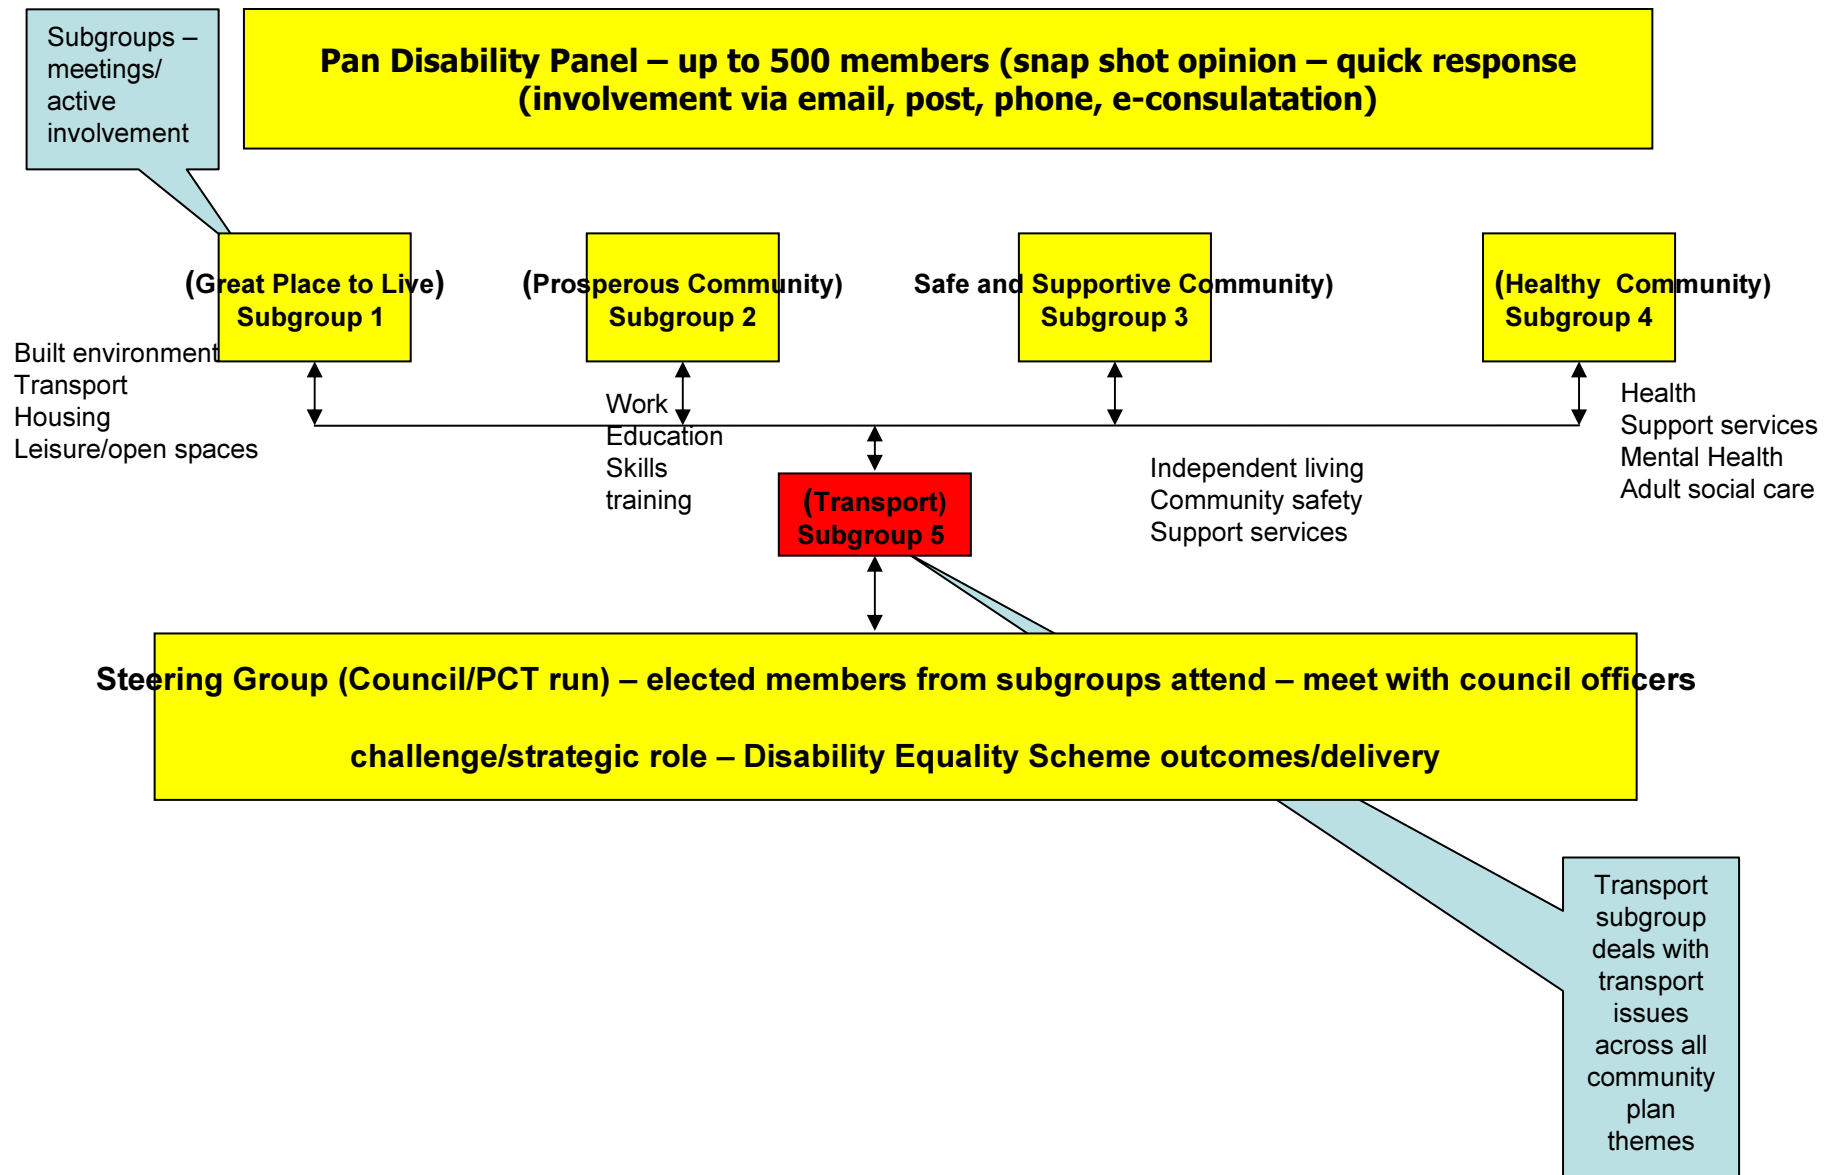 Subgroups –
meetings/
active
involvement
Pan Disability Panel – up to 500 members (snap shot opinion – quick response
(involvement via email, post, phone, e-consulatation)
(Great Place to Live)
Subgroup 1
(Prosperous Community)
Subgroup 2
Safe and Supportive Community)
Subgroup 3
(Healthy  Community)
Subgroup 4
Built environment
Transport
Housing
Leisure/open spaces
Work
Education
Skills
training
Independent living
Community safety
Support services
Health
Support services
Mental Health
Adult social care
(Transport)
Subgroup 5
Steering Group (Council/PCT run) – elected members from subgroups attend – meet with council officers
challenge/strategic role – Disability Equality Scheme outcomes/delivery
Transport
subgroup
deals with
transport
issues
across all
community
plan
themes